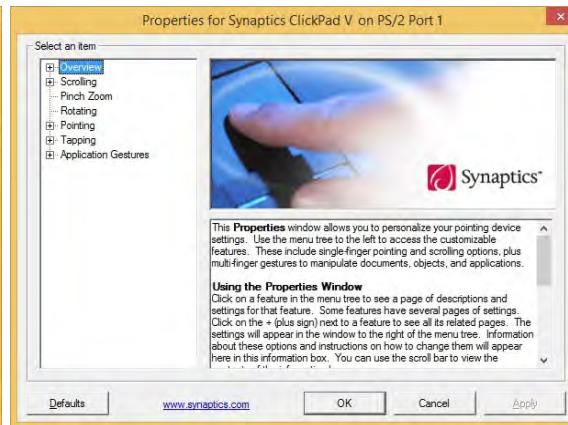 Properties for Synaptics ClickPad V on PS/2 Port 1
Select an item
Overview
Scrolling
Pinch Zoom
Rotating
Pointing
Tapping
Application Gestures
Synaptics™
This Properties window allows you to personalize your pointing device
settings. Use the menu tree to the left to access the customizable
features. These include single-finger pointing and scrolling options, plus
multi-finger gestures to manipulate documents, objects, and applications.
Using the Properties Window
Click on a feature in the menu tree to see a page of descriptions and
settings for that feature. Some features have several pages of settings.
Click on the + (plus sign) next to a feature to see all its related pages. The
settings will appear in the window to the right of the menu tree. Information
about these options and instructions on how to change them will appear
here in this information box. You can use the scroll bar to view the
Defaults
www.synaptics.com
OK
Cancel
Apply